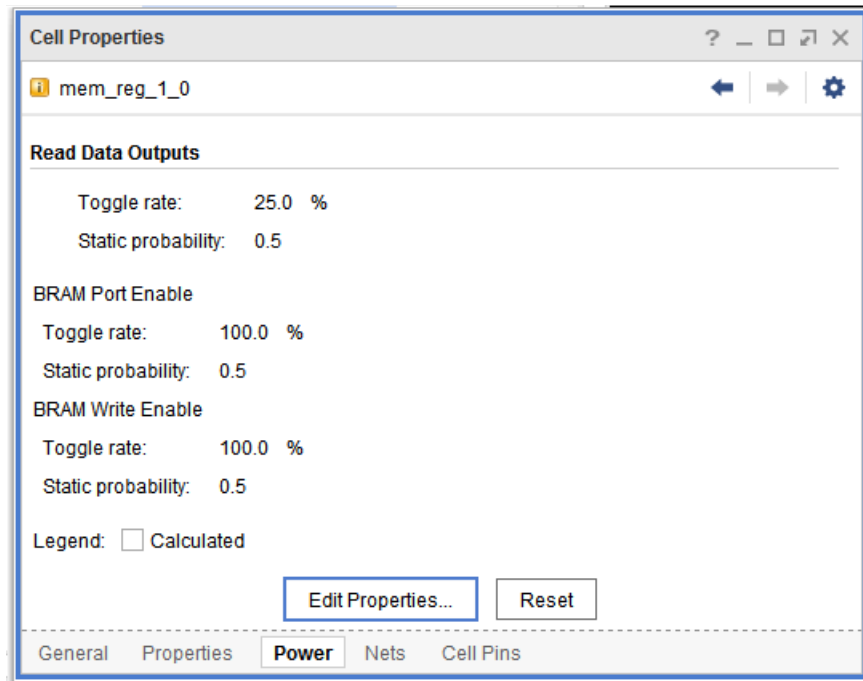 Cell Properties
mem_reg_1_0
Read Data Outputs
Toggle rate: 25.0 %
Static probability: 0.5
BRAM Port Enable
Toggle rate: 100.0 %
Static probability: 0.5
BRAM Write Enable
Toggle rate: 100.0 %
Static probability: 0.5
Legend: Calculated
Edit Properties... Reset
General Properties Power Nets Cell Pins